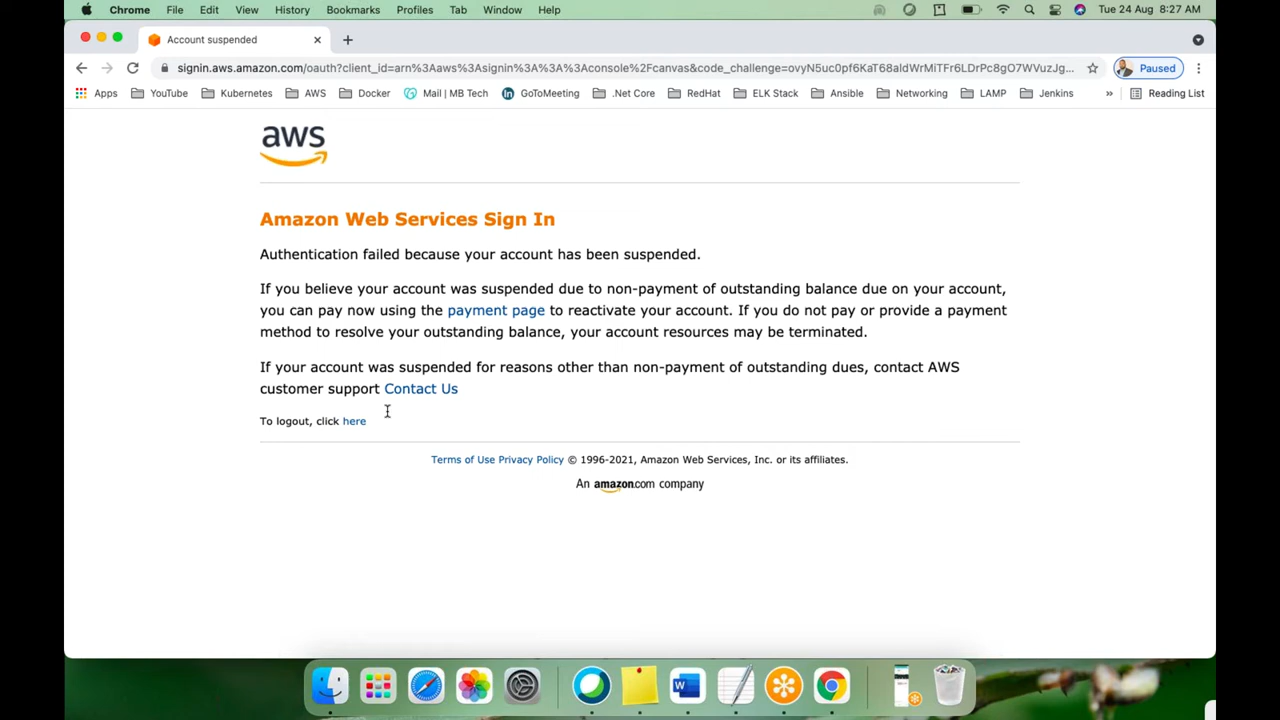 Chrome File Edit View History Bookmarks Profiles Tab Window Help Tue 24 Aug 8:27 AM
Account suspended
signin.aws.amazon.com/oauth?client_id=arn%3Aaws%3Asignin%3A%3A%3Aconsole%2Fcanvas&code_challenge=ovyN5uc0pf6KaT68aldWrMiTFr6LDrPc8gO7WVuzJg... Paused
Apps YouTube Kubernetes AWS Docker Mail | MB Tech GoToMeeting .Net Core RedHat ELK Stack Ansible Networking LAMP Jenkins » Reading List
aws
Amazon Web Services Sign In
Authentication failed because your account has been suspended.
If you believe your account was suspended due to non-payment of outstanding balance due on your account,
you can pay now using the payment page to reactivate your account. If you do not pay or provide a payment
method to resolve your outstanding balance, your account resources may be terminated.
If your account was suspended for reasons other than non-payment of outstanding dues, contact AWS
customer support Contact Us
To logout, click here
Terms of Use Privacy Policy © 1996-2021, Amazon Web Services, Inc. or its affiliates.
An amazon.com company